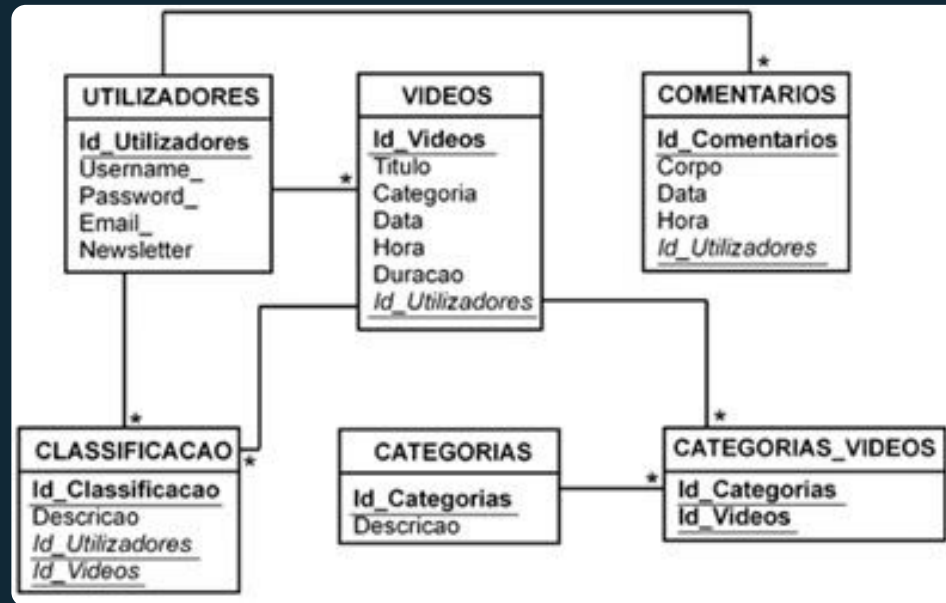 UTILIZADORES
Id_Utilizadores
Username_
Password_
Email_
Newsletter
VIDEOS
Id_Videos
Titulo
Categoria
Data
Hora
Duracao
Id_Utilizadores
COMENTARIOS
Id_Comentarios
Corpo
Data
Hora
Id_Utilizadores
CLASSIFICACAO
Id_Classificacao
Descricao
Id_Utilizadores
Id_Videos
CATEGORIAS
Id_Categorias
Descricao
CATEGORIAS_VIDEOS
Id_Categorias
Id_Videos